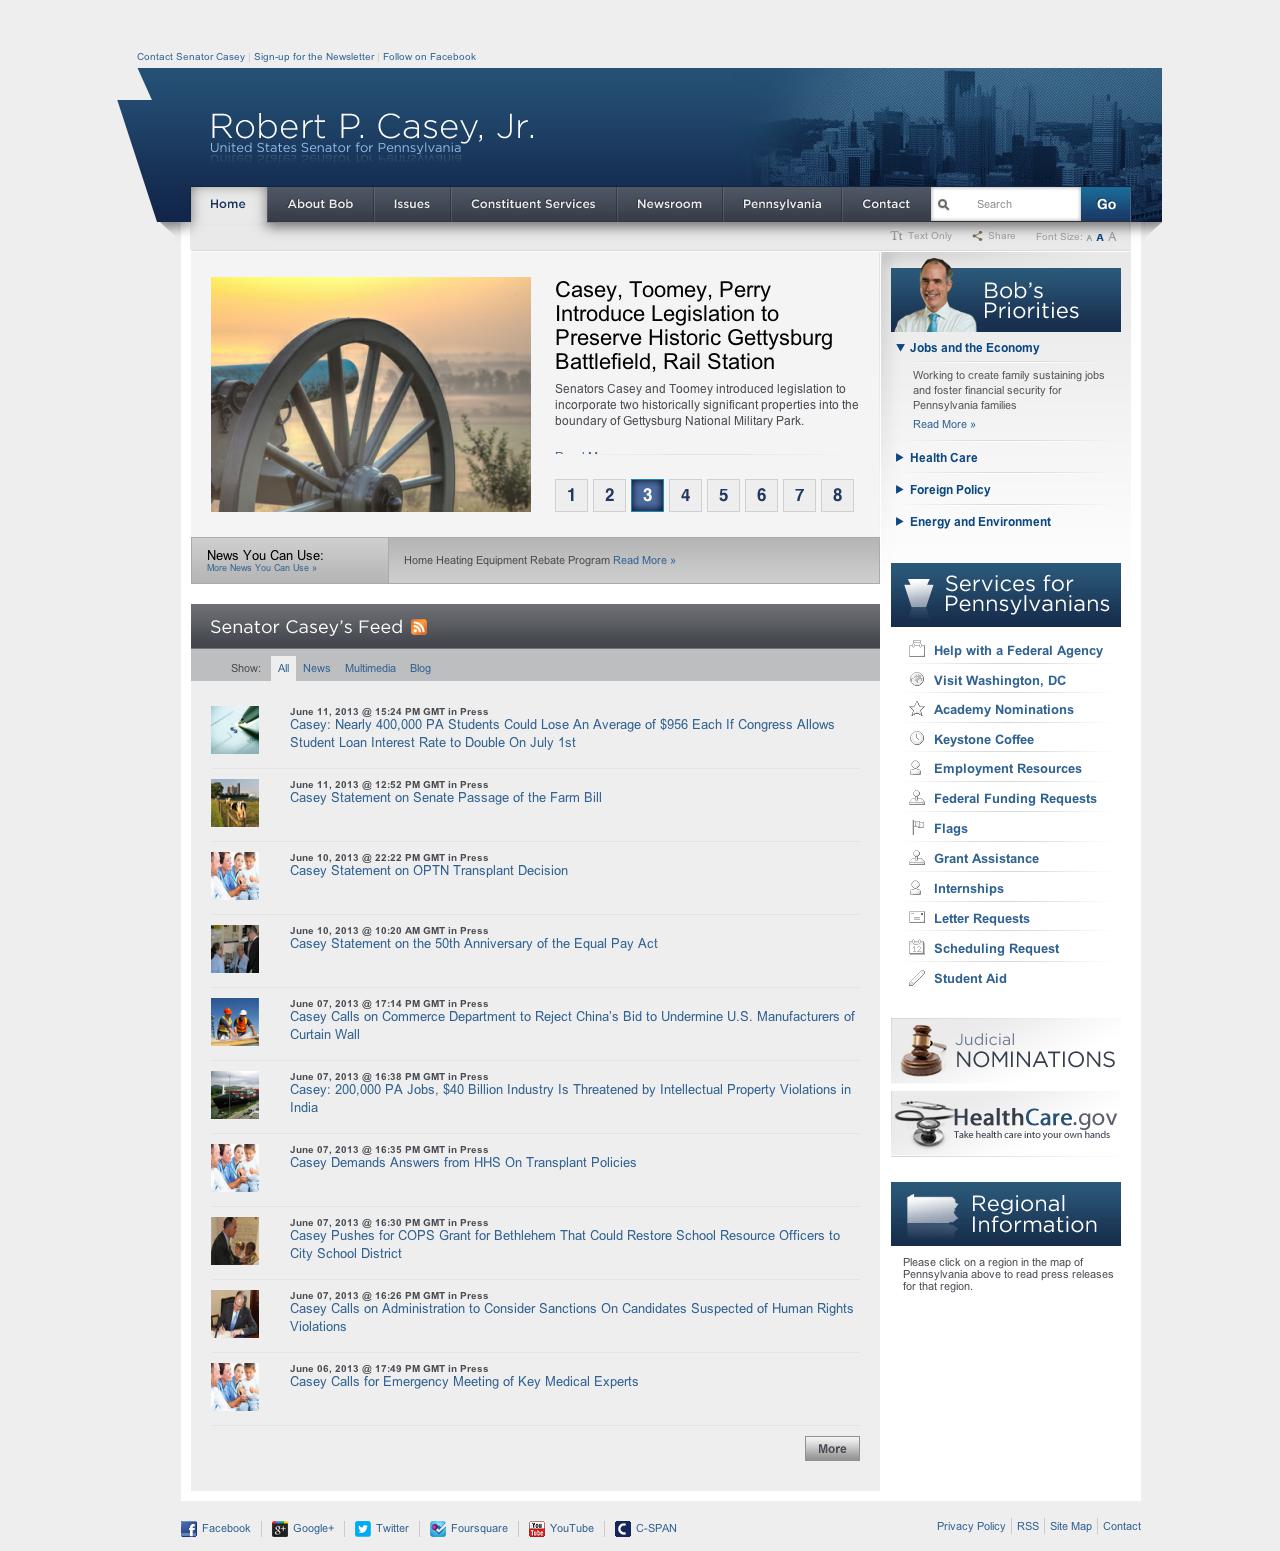 Contact Senator Casey | Sign-up for the Newsletter | Follow on Facebook
Robert P. Casey, Jr.
United States Senator for Pennsylvania
Home About Bob Issues Constituent Services Newsroom Pennsylvania Contact Search Go
Tt Text Only Share Font Size: A A A
Casey, Toomey, Perry
Introduce Legislation to
Preserve Historic Gettysburg
Battlefield, Rail Station
Senators Casey and Toomey introduced legislation to
incorporate two historically significant properties into the
boundary of Gettysburg National Military Park.
1 2 3 4 5 6 7 8
News You Can Use:
More News You Can Use »
Home Heating Equipment Rebate Program Read More »
Senator Casey's Feed
Show: All News Multimedia Blog
June 11, 2013 @ 15:24 PM GMT in Press
Casey: Nearly 400,000 PA Students Could Lose An Average of $956 Each If Congress Allows
Student Loan Interest Rate to Double On July 1st
June 11, 2013 @ 12:52 PM GMT in Press
Casey Statement on Senate Passage of the Farm Bill
June 10, 2013 @ 22:22 PM GMT in Press
Casey Statement on OPTN Transplant Decision
June 10, 2013 @ 10:20 AM GMT in Press
Casey Statement on the 50th Anniversary of the Equal Pay Act
June 07, 2013 @ 17:14 PM GMT in Press
Casey Calls on Commerce Department to Reject China's Bid to Undermine U.S. Manufacturers of
Curtain Wall
June 07, 2013 @ 16:38 PM GMT in Press
Casey: 200,000 PA Jobs, $40 Billion Industry Is Threatened by Intellectual Property Violations in
India
June 07, 2013 @ 16:35 PM GMT in Press
Casey Demands Answers from HHS On Transplant Policies
June 07, 2013 @ 16:30 PM GMT in Press
Casey Pushes for COPS Grant for Bethlehem That Could Restore School Resource Officers to
City School District
June 07, 2013 @ 16:26 PM GMT in Press
Casey Calls on Administration to Consider Sanctions On Candidates Suspected of Human Rights
Violations
June 06, 2013 @ 17:49 PM GMT in Press
Casey Calls for Emergency Meeting of Key Medical Experts
More
Bob's
Priorities
Jobs and the Economy
Working to create family sustaining jobs
and foster financial security for
Pennsylvania families
Read More »
Health Care
Foreign Policy
Energy and Environment
Services for
Pennsylvanians
Help with a Federal Agency
Visit Washington, DC
Academy Nominations
Keystone Coffee
Employment Resources
Federal Funding Requests
Flags
Grant Assistance
Internships
Letter Requests
12 Scheduling Request
Student Aid
Judicial
NOMINATIONS
HealthCare.gov
Take health care into your own hands
Regional
Information
Please click on a region in the map of
Pennsylvania above to read press releases
for that region.
Facebook g+ Google+ Twitter Foursquare You Tube YouTube C C-SPAN
Privacy Policy RSS Site Map Contact